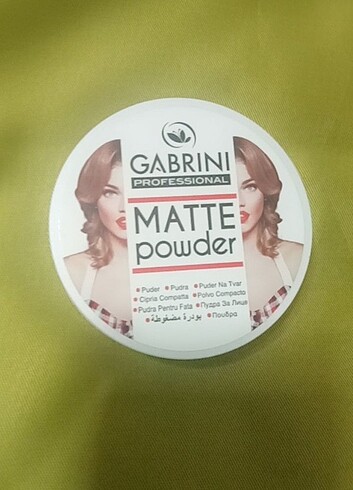 GABRINI
PROFESSIONAL
MATTE
powder
• Puder • Pudra • Puder Na Tvar
• Cipria Compatta • Polvo Compacto
• Pudra Pentru Fata • Пудра За Лице
• بودرة مضغوطة • Πουδρα